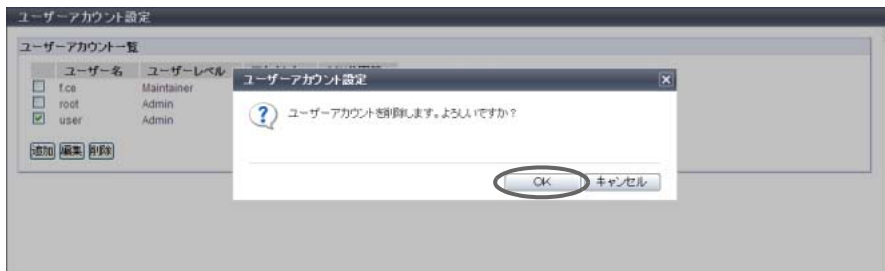 ユーザーアカウント設定
ユーザーアカウント一覧
ユーザー名 ユーザーレベル
f.ce Maintainer
root Admin
user Admin
追加 編集 削除
ユーザーアカウント設定
ユーザーアカウントを削除します。よろしいですか?
OK キャンセル